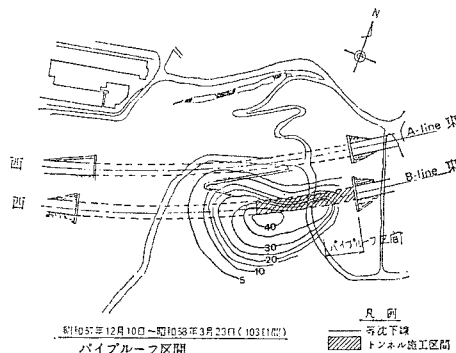 N
A-line 東
西
B-line 東
西
40
30
20
10
5
パイプルーフ区間
昭和57年12月10日~昭和58年3月23日(103日間)
パイプルーフ区間
凡例
等沈下線
トンネル施工区間